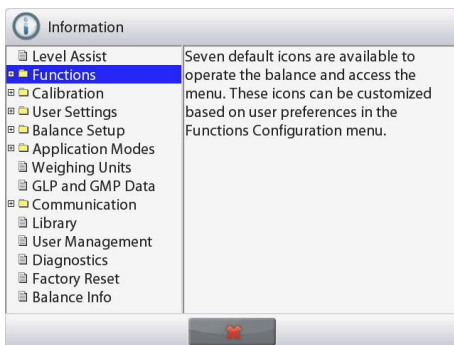 Information
Level Assist
Functions
Calibration
User Settings
Balance Setup
Application Modes
Weighing Units
GLP and GMP Data
Communication
Library
User Management
Diagnostics
Factory Reset
Balance Info
Seven default icons are available to
operate the balance and access the
menu. These icons can be customized
based on user preferences in the
Functions Configuration menu.